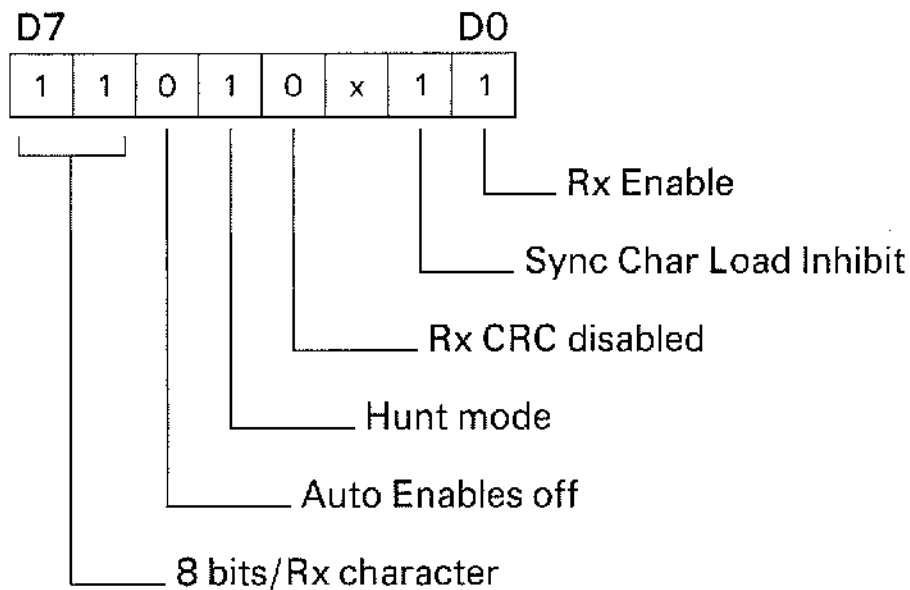 D7 D0
1 1 0 1 0 x 1 1
Rx Enable
Sync Char Load Inhibit
Rx CRC disabled
Hunt mode
Auto Enables off
8 bits/Rx character